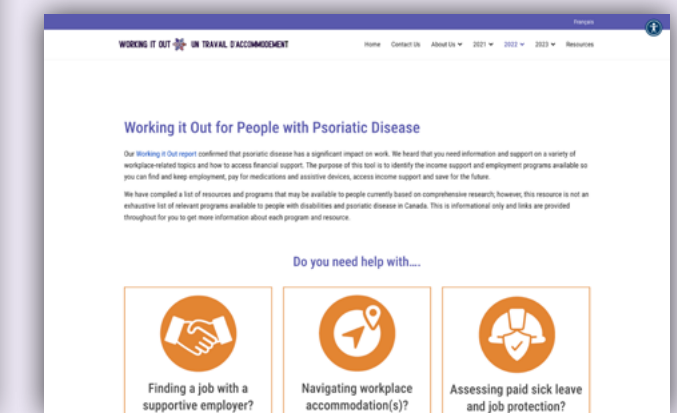 Français
WORKING IT OUT UN TRAVAIL D'ACCOMMODEMENT
Home Contact Us About Us 2021 2022 2023 Resources
Working it Out for People with Psoriatic Disease
Our Working it Out report confirmed that psoriatic disease has a significant impact on work. We heard that you need information and support on a variety of
workplace-related topics and how to access financial support. The purpose of this tool is to identify the income support and employment programs available so
you can find and keep employment, pay for medications and assistive devices, access income support and save for the future.
We have compiled a list of resources and programs that may be available to people currently based on comprehensive research; however, this resource is not an
exhaustive list of relevant programs available to people with disabilities and psoriatic disease in Canada. This is informational only and links are provided
throughout for you to get more information about each program and resource.
Do you need help with....
Finding a job with a
supportive employer?
Navigating workplace
accommodation(s)?
Assessing paid sick leave
and job protection?